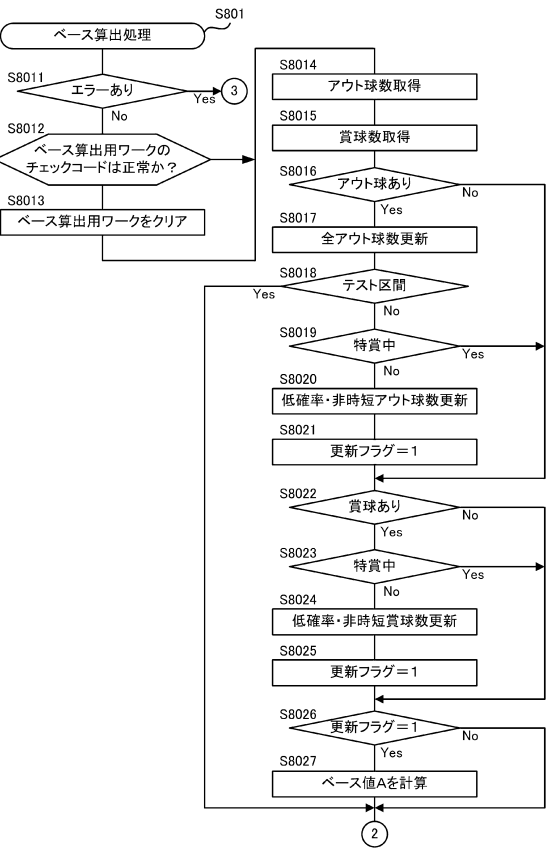 ベース算出処理
S801
S8011
エラーあり
Yes
3
No
S8012
ベース算出用ワークの
チェックコードは正常か？
S8013
ベース算出用ワークをクリア
S8014
アウト球数取得
S8015
賞球数取得
S8016
アウト球あり
No
Yes
S8017
全アウト球数更新
S8018
テスト区間
Yes
No
S8019
特賞中
Yes
No
S8020
低確率・非時短アウト球数更新
S8021
更新フラグ＝１
S8022
賞球あり
No
Yes
S8023
特賞中
Yes
No
S8024
低確率・非時短賞球数更新
S8025
更新フラグ＝１
S8026
更新フラグ＝１
No
Yes
S8027
ベース値Aを計算
2